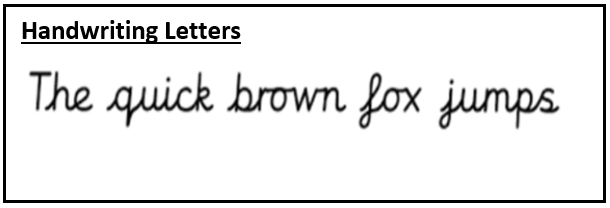 Handwriting Letters
The quick brown fox jumps